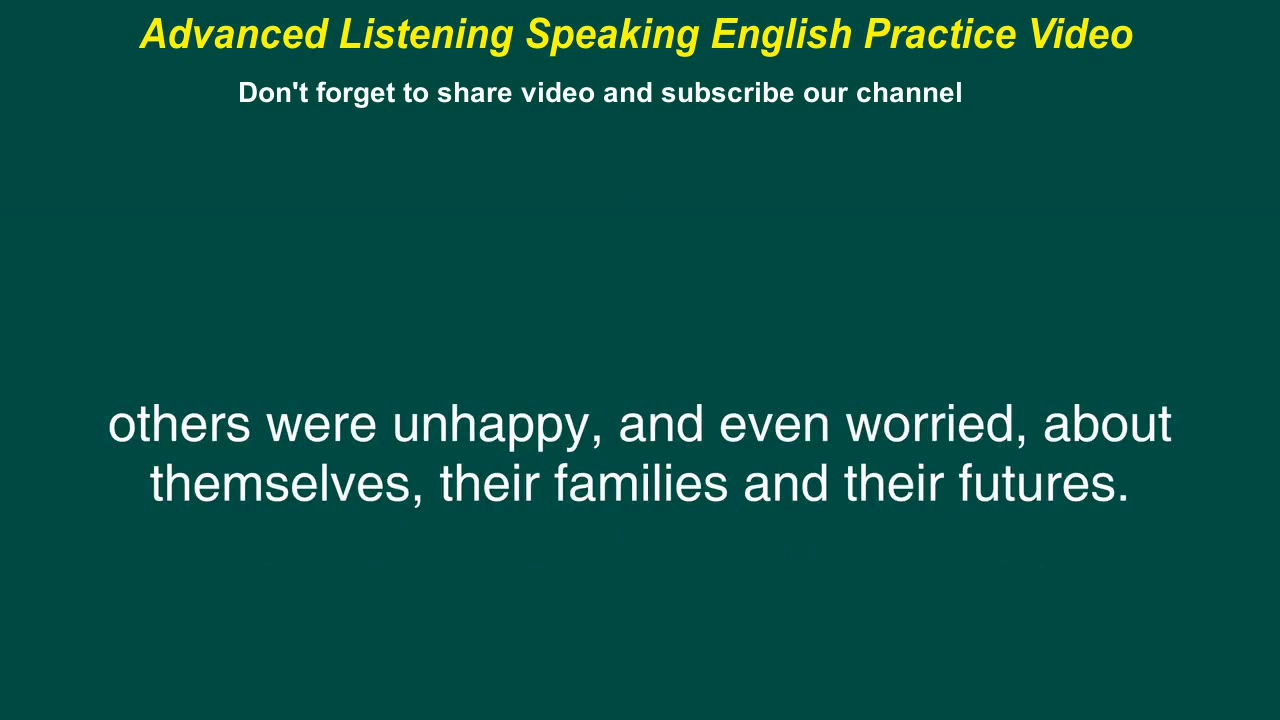 Advanced Listening Speaking English Practice Video
Don't forget to share video and subscribe our channel
others were unhappy, and even worried, about
themselves, their families and their futures.